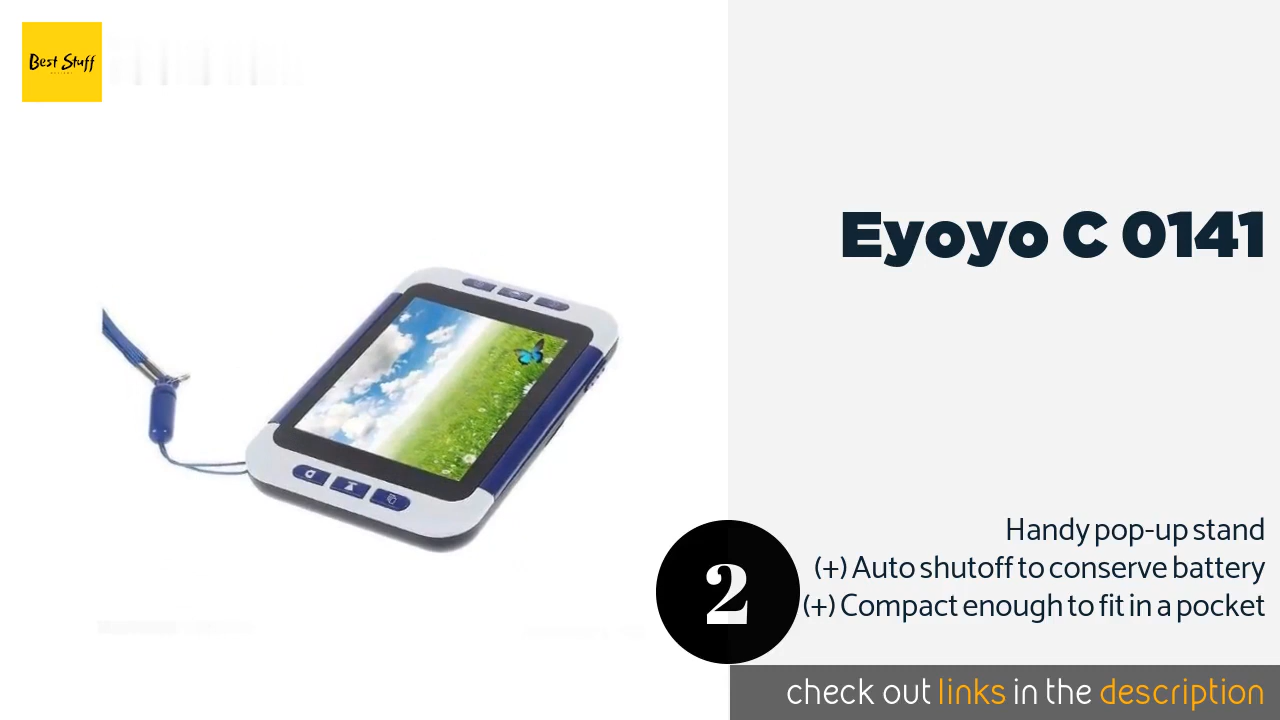 Best Stuff
Eyoyo C 0141
Handy pop-up stand
(+) Auto shutoff to conserve battery
(+) Compact enough to fit in a pocket
2
check out links in the description